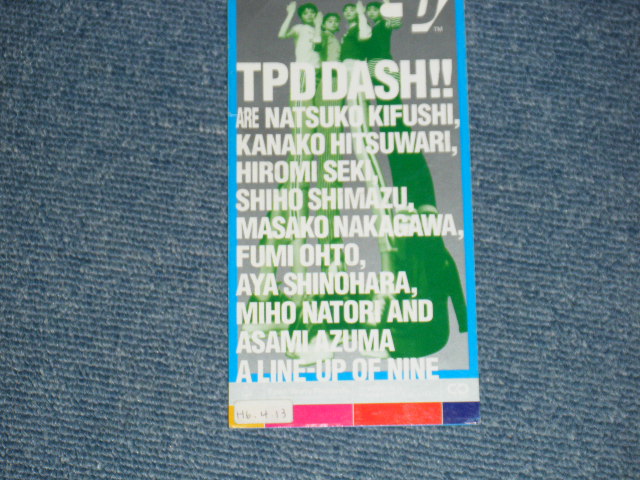 TM
TPD DASH!!
ARE NATSUKO KIFUSHI,
KANAKO HITSUWARI,
HIROMI SEKI,
SHIHO SHIMAZU,
MASAKO NAKAGAWA,
FUMI OHTO,
AYA SHINOHARA,
MIHO NATORI AND
ASAMI AZUMA
A LINE-UP OF NINE
H6.4.13